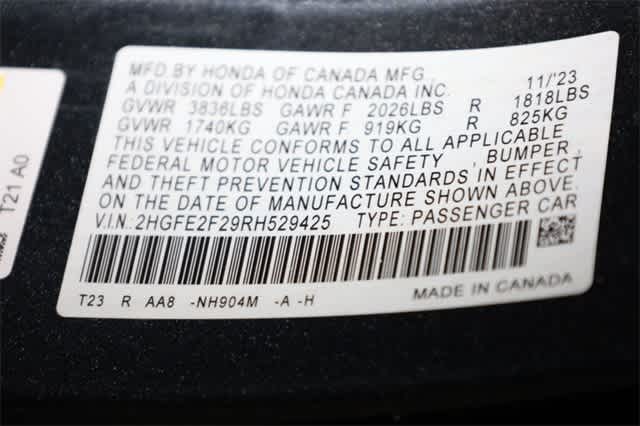 MFD.BY HONDA OF CANADA MFG. 11/'23
A DIVISION OF HONDA CANADA INC.
GVWR 3836LBS GAWR F 2026LBS R 1818LBS
GVWR 1740KG GAWR F 919KG R 825KG
THIS VEHICLE CONFORMS TO ALL APPLICABLE
FEDERAL MOTOR VEHICLE SAFETY , BUMPER ,
AND THEFT PREVENTION STANDARDS IN EFFECT
ON THE DATE OF MANUFACTURE SHOWN ABOVE.
V.I.N.:2HGFE2F29RH529425 TYPE: PASSENGER CAR
T23 R AA8 -NH904M -A -H MADE IN CANADA
T21 A0